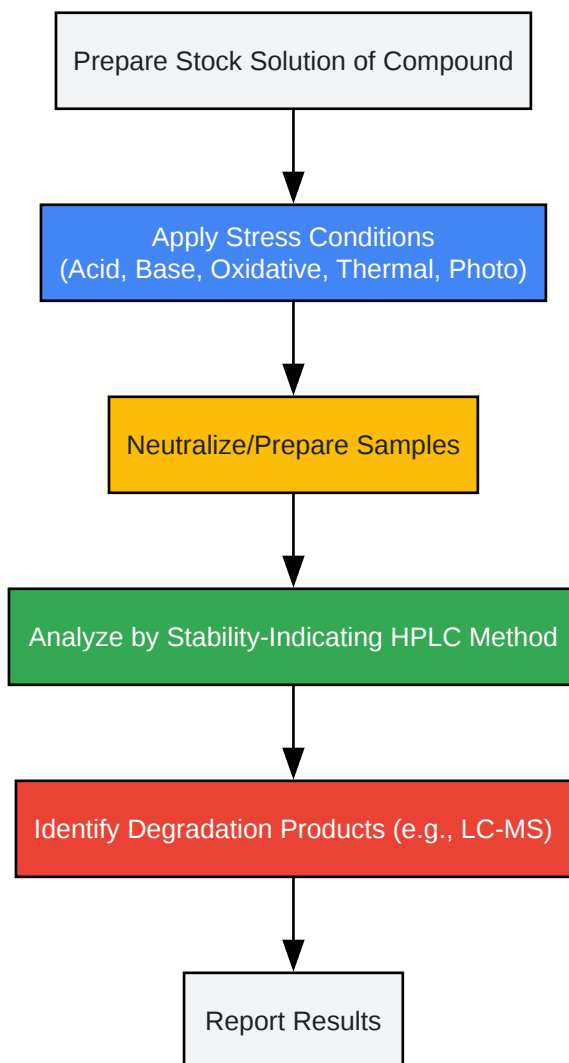 Prepare Stock Solution of Compound
Apply Stress Conditions
(Acid, Base, Oxidative, Thermal, Photo)
Neutralize/Prepare Samples
Analyze by Stability-Indicating HPLC Method
Identify Degradation Products (e.g., LC-MS)
Report Results